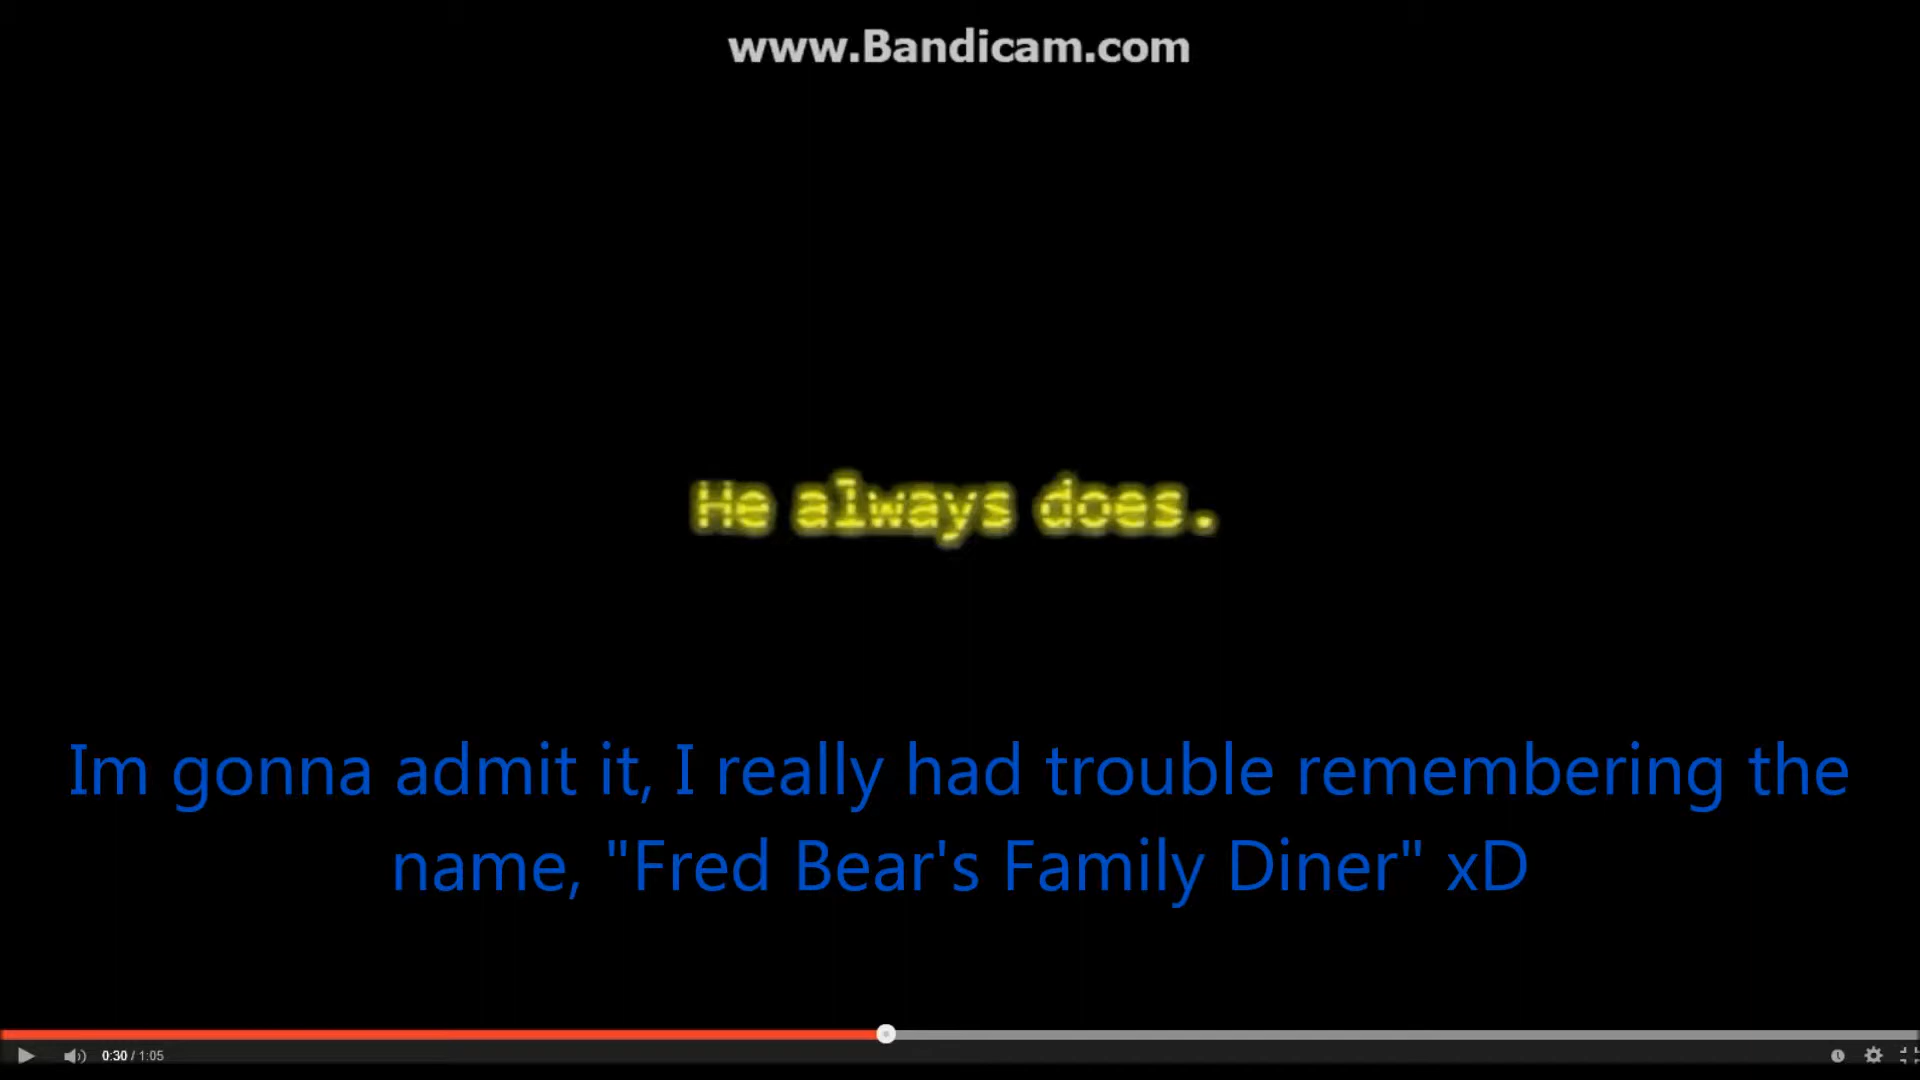 www.Bandicam.com
He always does.
Im gonna admit it, I really had trouble remembering the
name, "Fred Bear's Family Diner" xD
0:30 / 1:05